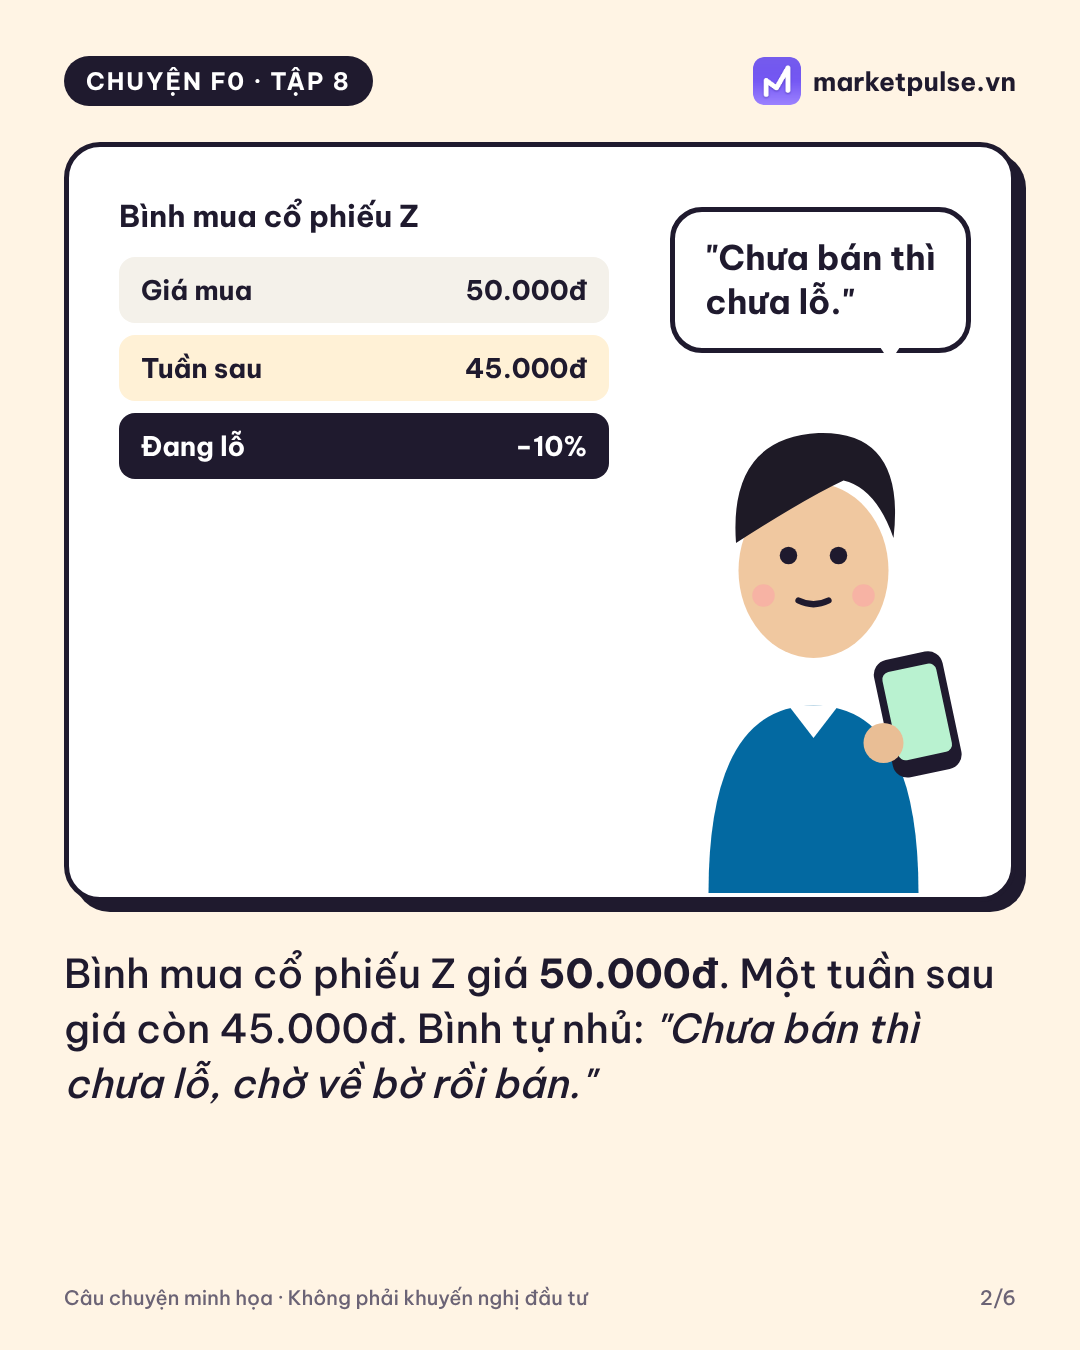 CHUYỆN F0 · TẬP 8
marketpulse.vn
Bình mua cổ phiếu Z
Giá mua 50.000đ
Tuần sau 45.000đ
Đang lỗ −10%
"Chưa bán thì
chưa lỗ."
Bình mua cổ phiếu Z giá 50.000đ. Một tuần sau
giá còn 45.000đ. Bình tự nhủ: "Chưa bán thì
chưa lỗ, chờ về bờ rồi bán."
Câu chuyện minh họa · Không phải khuyến nghị đầu tư
2/6